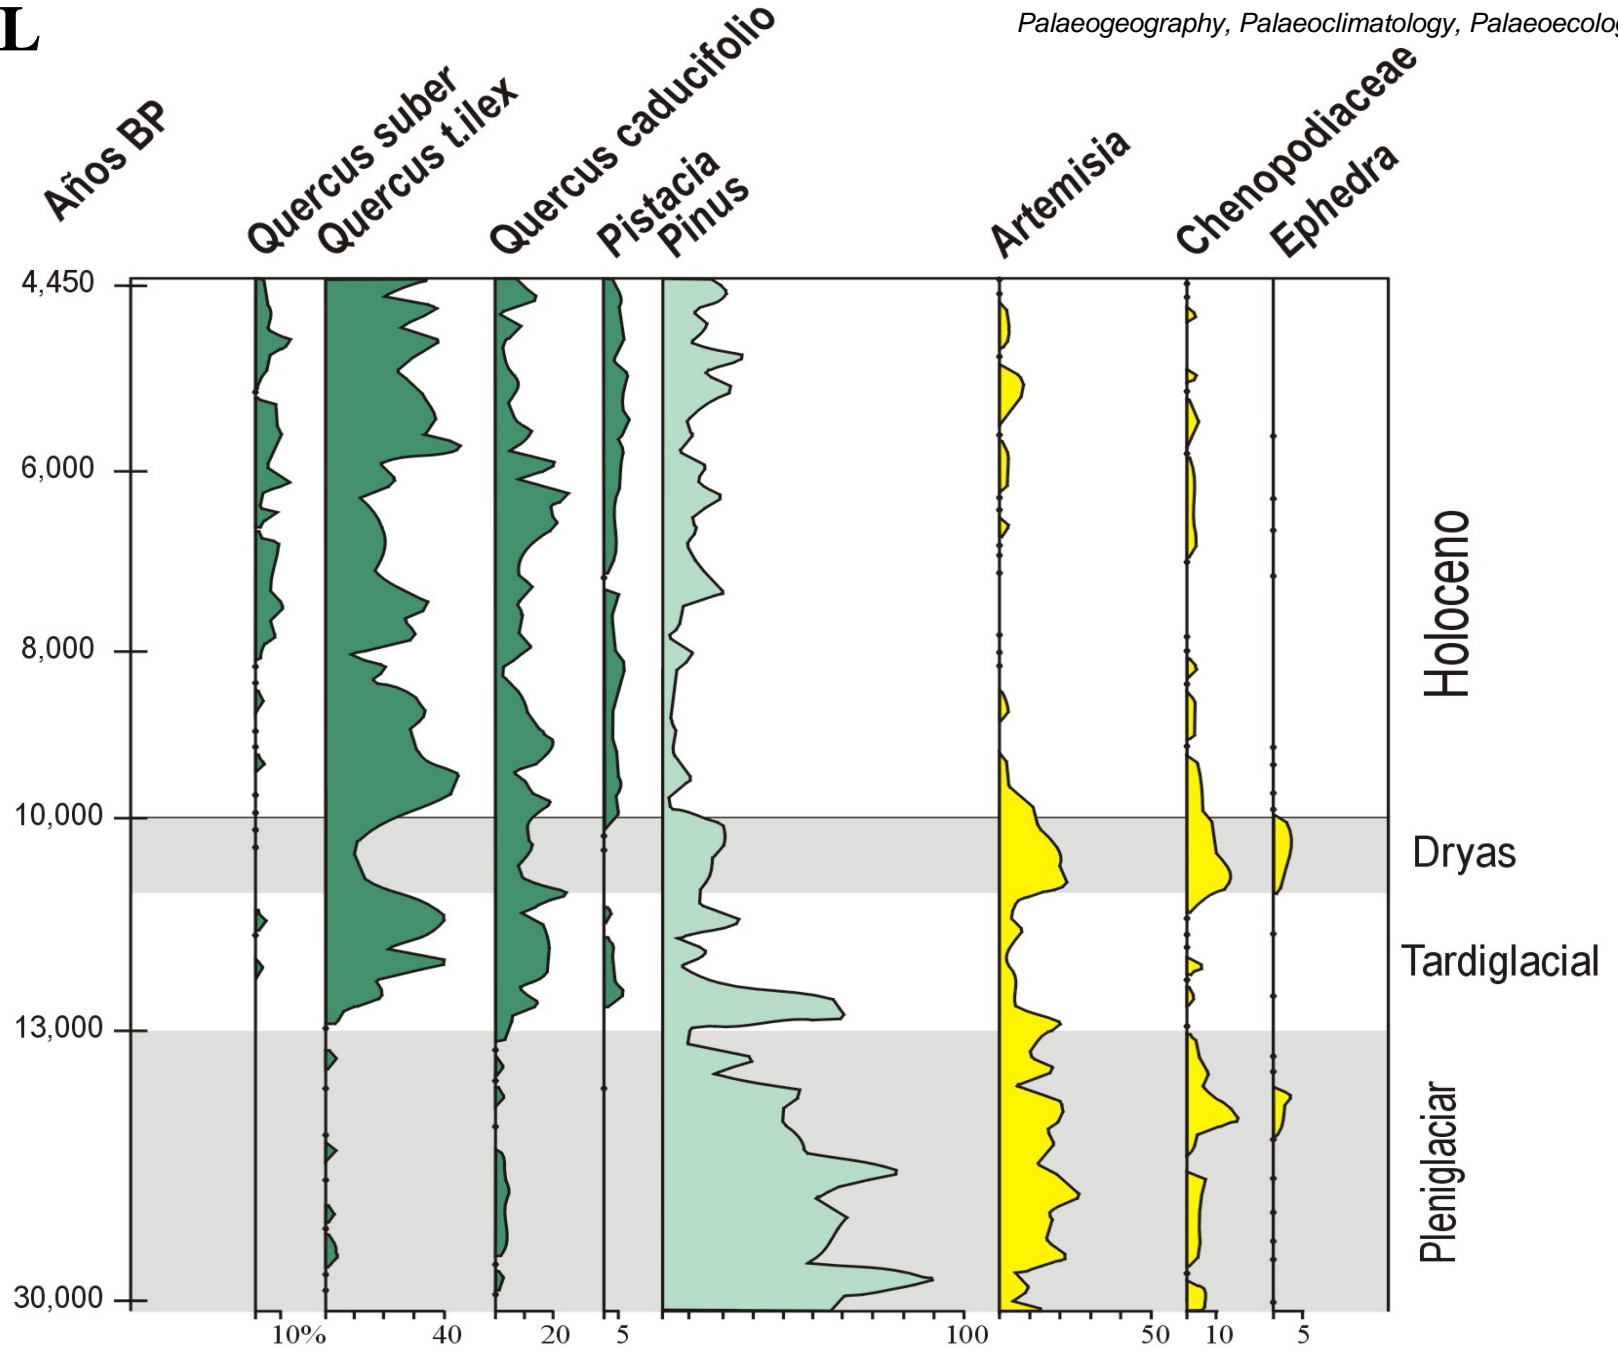 L
Palaeogeography, Palaeoclimatology, Palaeoecolog
Años BP
Quercus suber
Quercus t.ilex
Quercus caducifolio
Pistacia
Pinus
Artemisia
Chenopodiaceae
Ephedra
4,450
6,000
8,000
10,000
13,000
30,000
Holoceno
Dryas
Tardiglacial
Pleniglaciar
10% 40 20 5 100 50 10 5